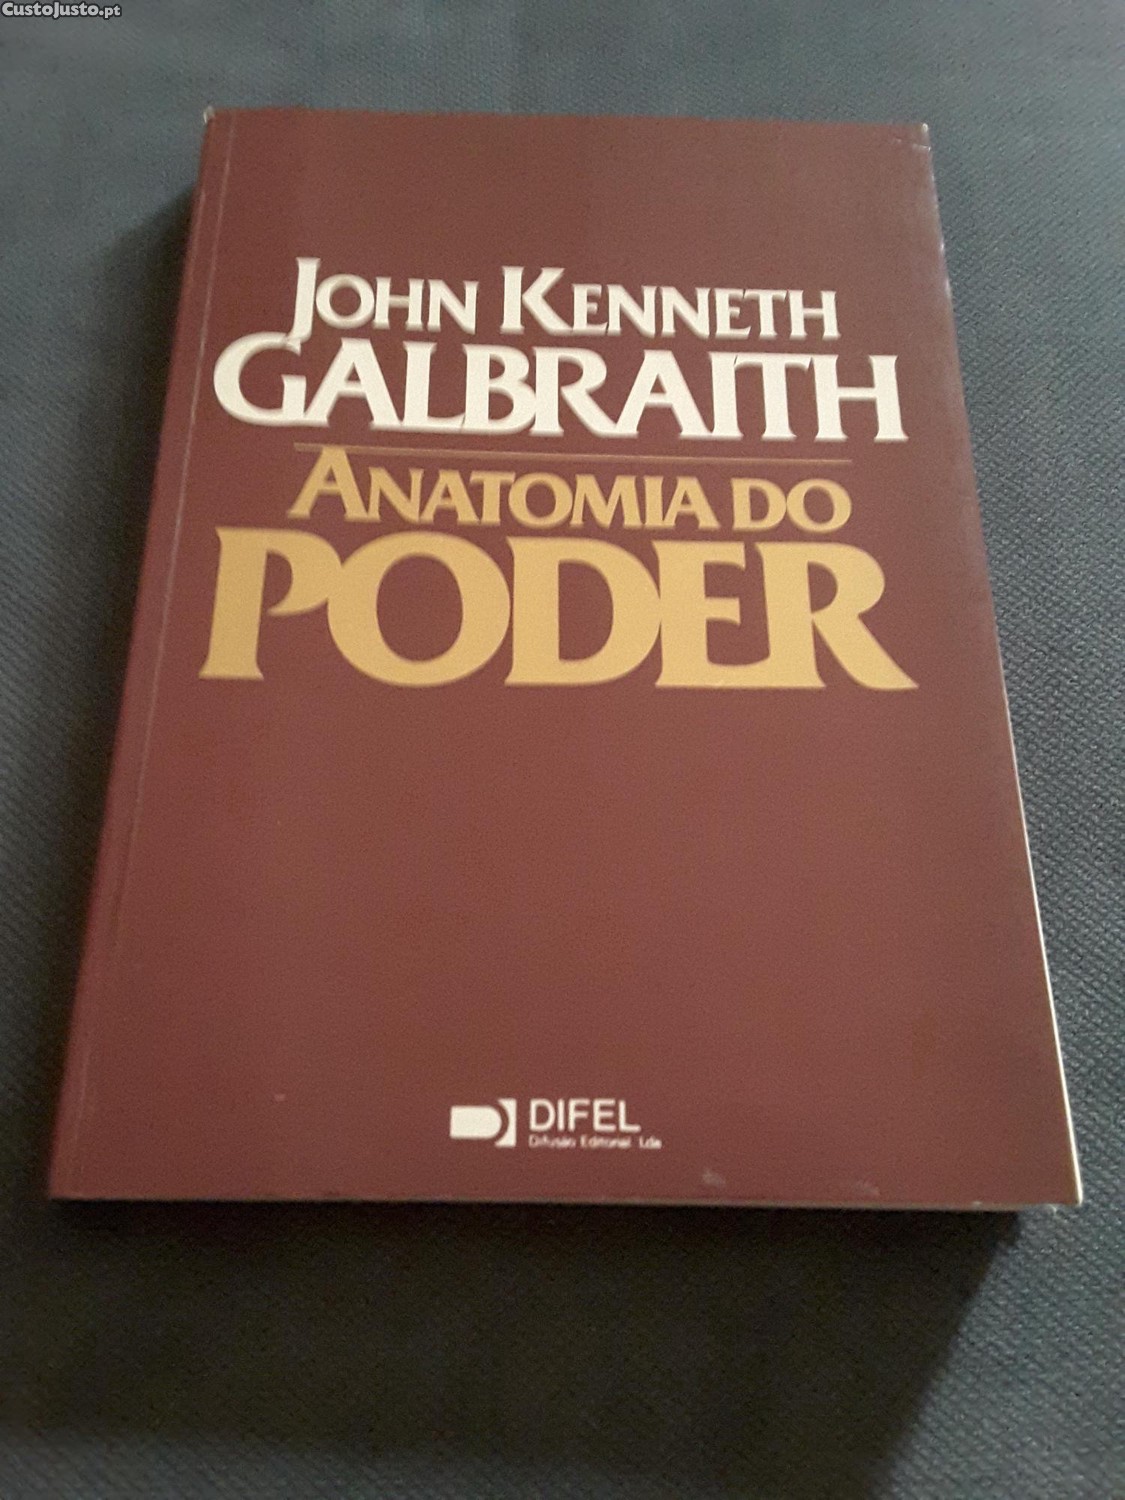 CustoJusto.pt
JOHN KENNETH
GALBRAITH
ANATOMIA DO
PODER
DIFEL
Difusão Editorial, Lda